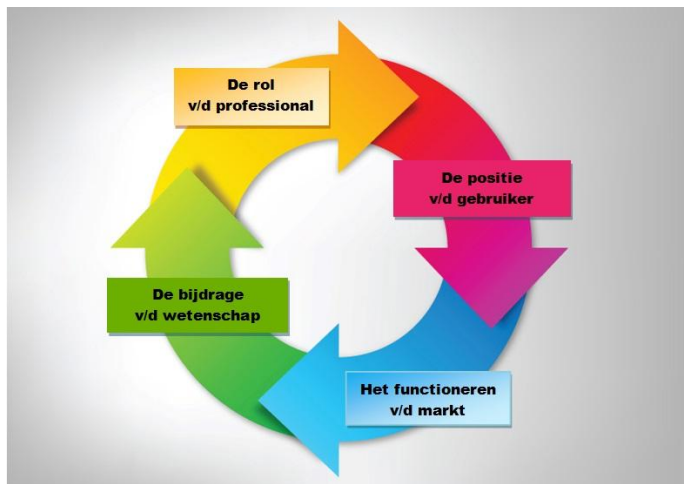 De rol
v/d professional
De positie
v/d gebruiker
Het functioneren
v/d markt
De bijdrage
v/d wetenschap